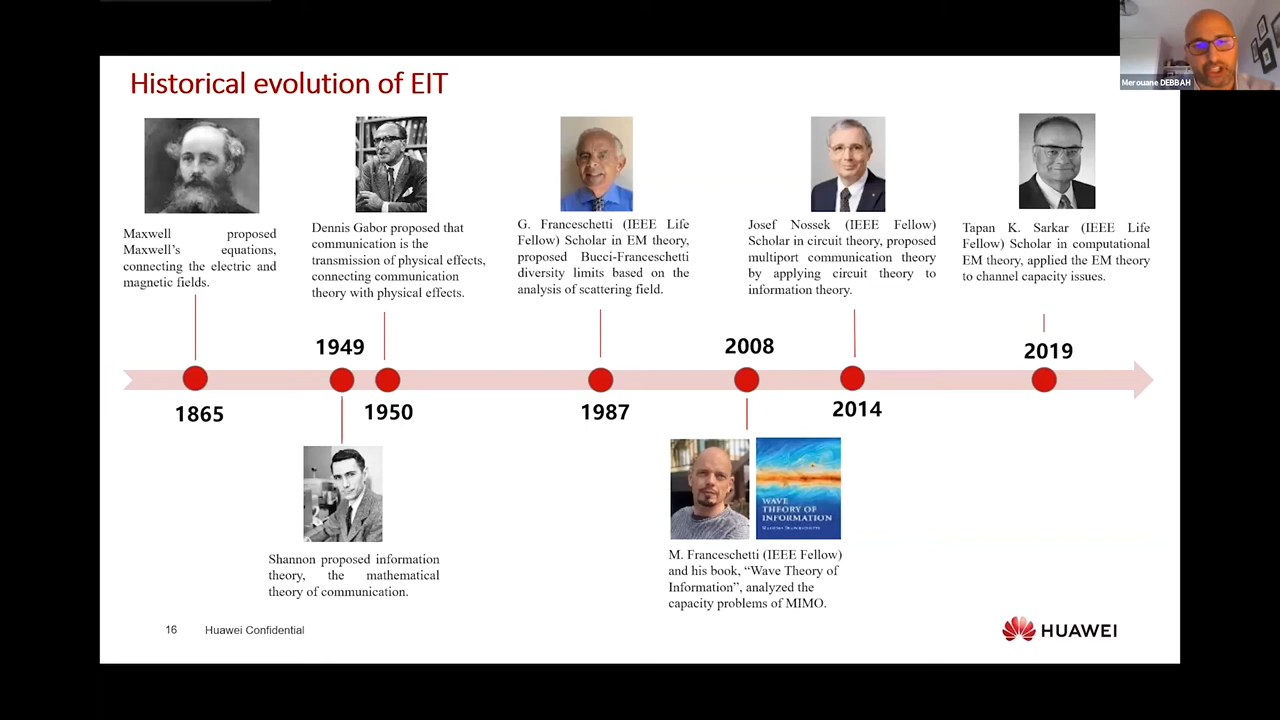 Historical evolution of EIT
Merouane DEBBAH
Maxwell proposed
Maxwell's equations,
connecting the electric and
magnetic fields.
Dennis Gabor proposed that
communication is the
transmission of physical effects,
connecting communication
theory with physical effects.
G. Franceschetti (IEEE Life
Fellow) Scholar in EM theory,
proposed Bucci-Franceschetti
diversity limits based on the
analysis of scattering field.
Josef Nossek (IEEE Fellow)
Scholar in circuit theory, proposed
multiport communication theory
by applying circuit theory to
information theory.
Tapan K. Sarkar (IEEE Life
Fellow) Scholar in computational
EM theory, applied the EM theory
to channel capacity issues.
1949
2008
2019
1865
1950
1987
2014
WAVE
THEORY OF
INFORMATION
MASSIMO FRANCESCHETTI
Shannon proposed information
theory, the mathematical
theory of communication.
M. Franceschetti (IEEE Fellow)
and his book, “Wave Theory of
Information”, analyzed the
capacity problems of MIMO.
16
Huawei Confidential
HUAWEI